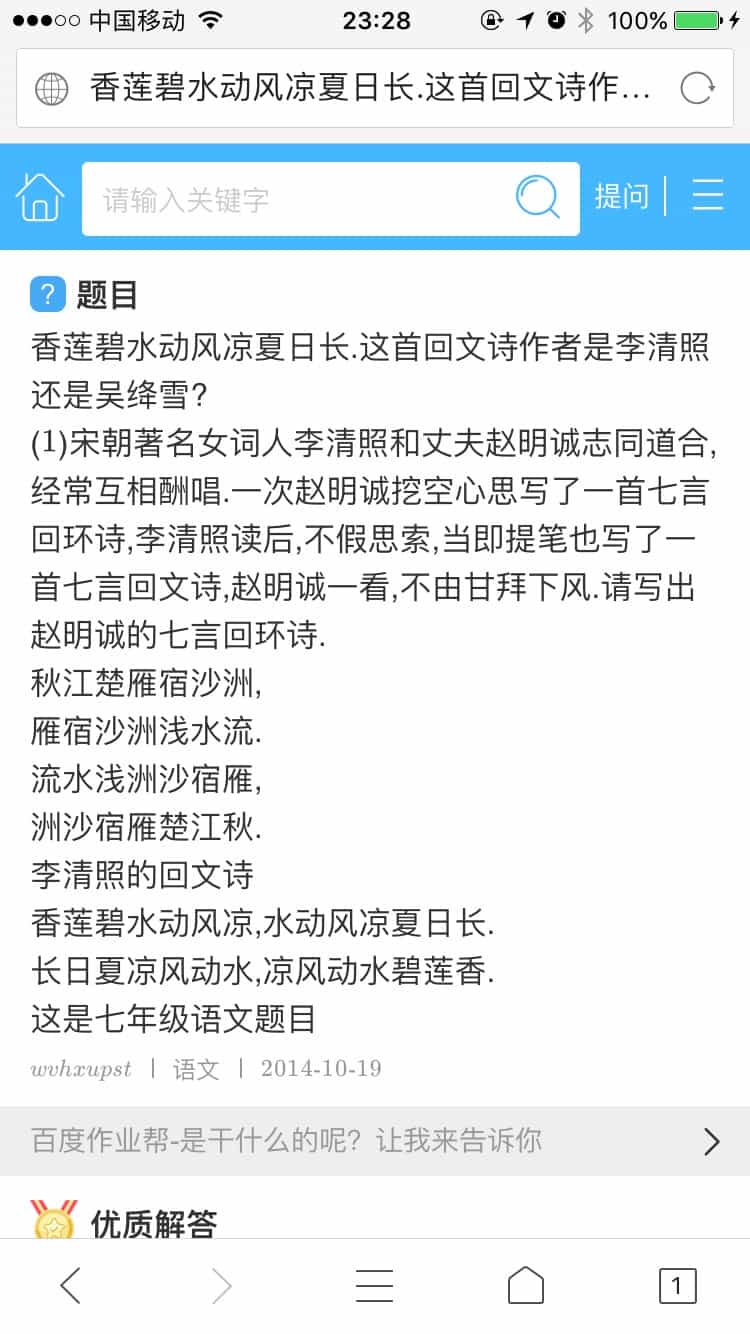 中国移动 23:28 100%
香莲碧水动风凉夏日长.这首回文诗作...
请输入关键字 提问
? 题目
香莲碧水动风凉夏日长.这首回文诗作者是李清照
还是吴绛雪?
(1)宋朝著名女词人李清照和丈夫赵明诚志同道合,
经常互相酬唱.一次赵明诚挖空心思写了一首七言
回环诗,李清照读后,不假思索,当即提笔也写了一
首七言回文诗,赵明诚一看,不由甘拜下风.请写出
赵明诚的七言回环诗.
秋江楚雁宿沙洲,
雁宿沙洲浅水流.
流水浅洲沙宿雁,
洲沙宿雁楚江秋.
李清照的回文诗
香莲碧水动风凉,水动风凉夏日长.
长日夏凉风动水,凉风动水碧莲香.
这是七年级语文题目
wvhxupst | 语文 | 2014-10-19
百度作业帮-是干什么的呢？让我来告诉你
优质解答
1